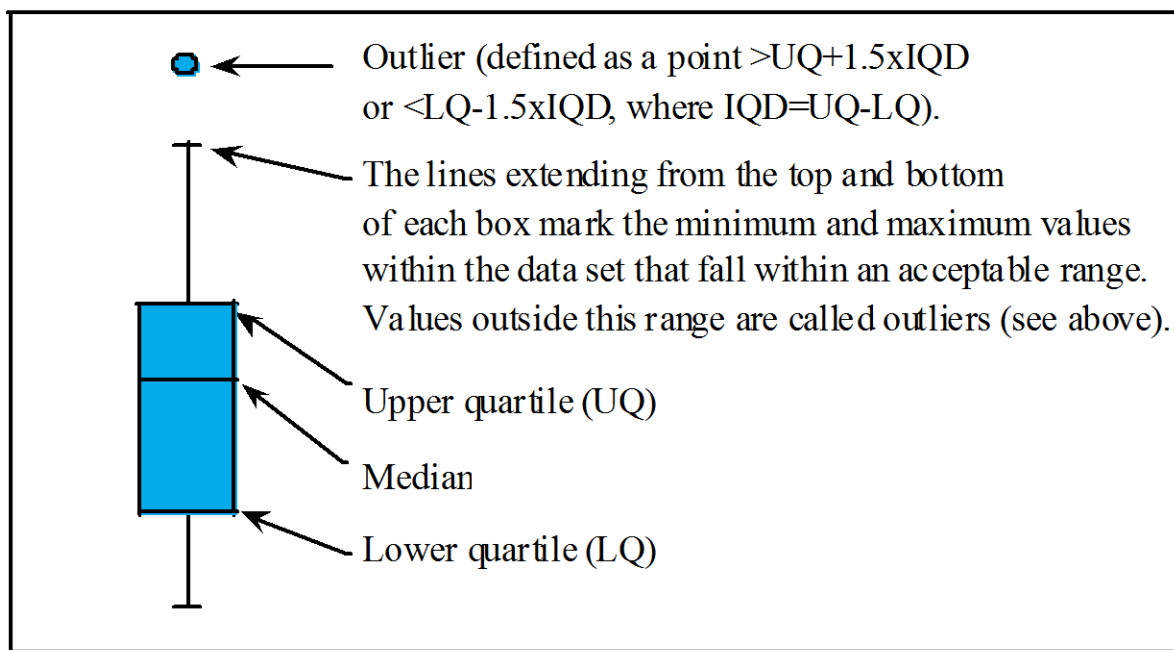 Outlier (defined as a point >UQ+1.5xIQD
or <LQ-1.5xIQD, where IQD=UQ-LQ).
The lines extending from the top and bottom
of each box mark the minimum and maximum values
within the data set that fall within an acceptable range.
Values outside this range are called outliers (see above).
Upper quartile (UQ)
Median
Lower quartile (LQ)